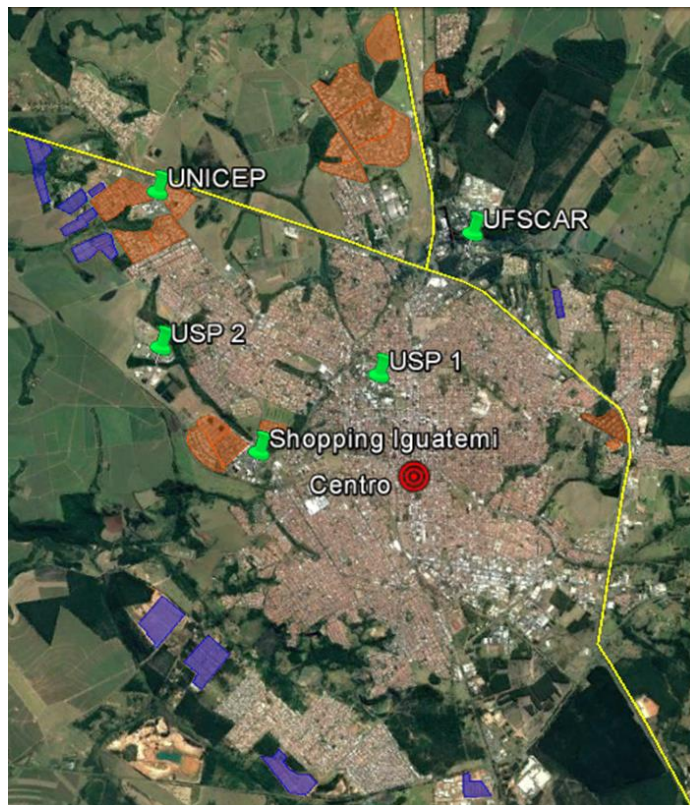 UNICEP
UFSCAR
USP 2
USP 1
Shopping Iguatemi
Centro